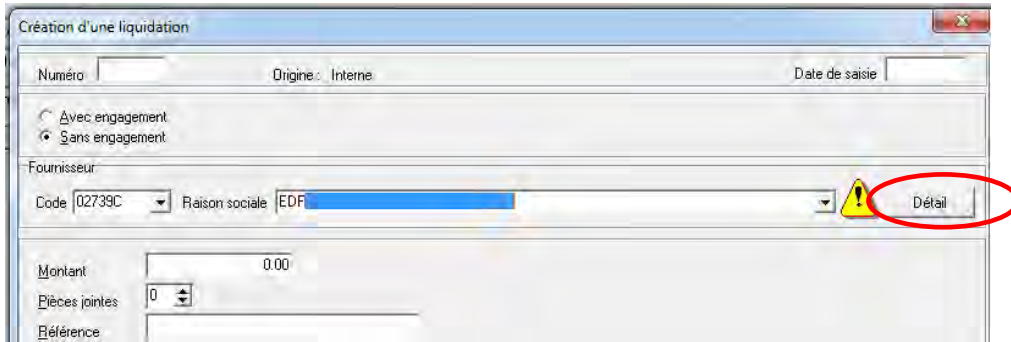 Création d'une liquidation
Numéro Origine : Interne Date de saisie
Avec engagement
Sans engagement
Fournisseur
Code 02739C Raison sociale EDF Détail
Montant 0.00
Pièces jointes 0
Référence